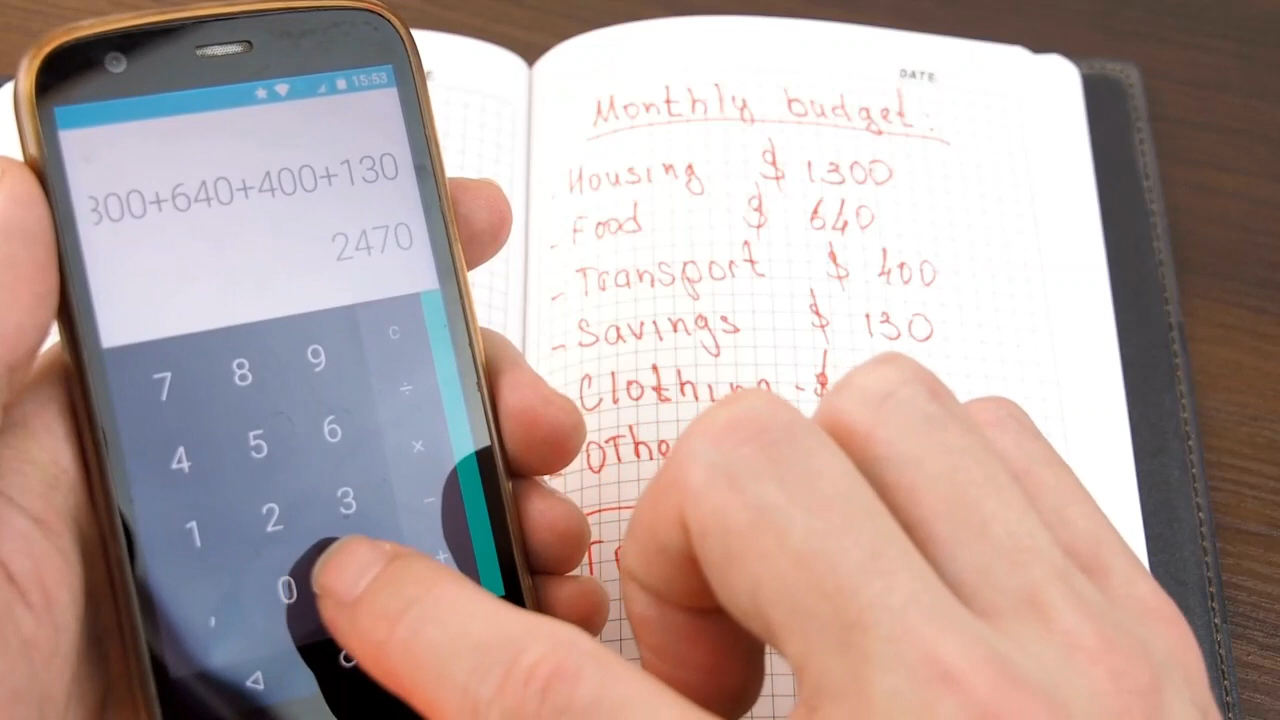 15:53
300+640+400+130
2470
7 8 9 C
÷
4 5 6 ×
1 2 3 −
, 0 +
DATE
Monthly budget:
Housing $ 1300
- Food $ 640
- Transport $ 400
- Savings $ 130
Clothing - $